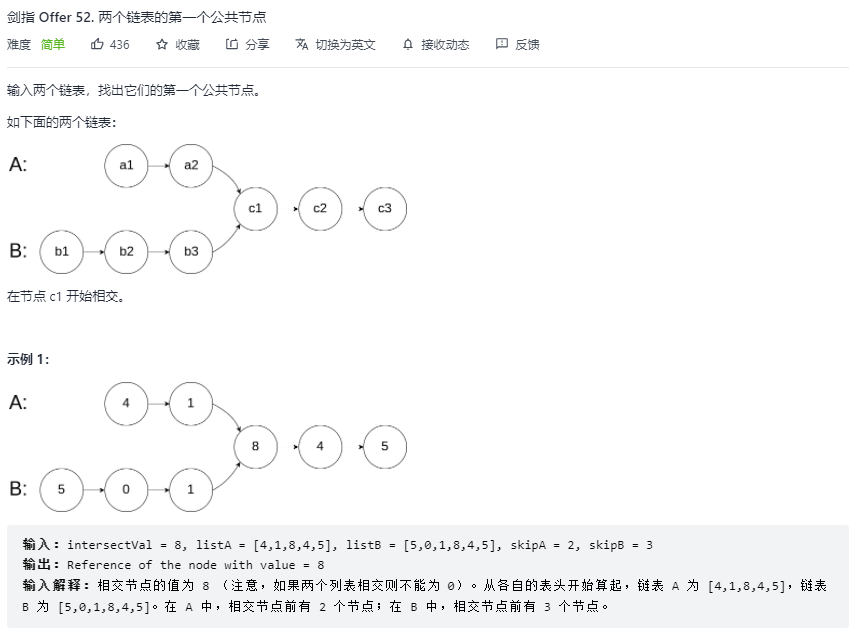 剑指 Offer 52. 两个链表的第一个公共节点
难度 简单 436 收藏 分享 切换为英文 接收动态 反馈
输入两个链表，找出它们的第一个公共节点。
如下面的两个链表：
A: a1 a2
c1 c2 c3
B: b1 b2 b3
在节点 c1 开始相交。
示例 1：
A: 4 1
8 4 5
B: 5 0 1
输入：intersectVal = 8, listA = [4,1,8,4,5], listB = [5,0,1,8,4,5], skipA = 2, skipB = 3
输出：Reference of the node with value = 8
输入解释：相交节点的值为 8 （注意，如果两个列表相交则不能为 0）。从各自的表头开始算起，链表 A 为 [4,1,8,4,5]，链表
B 为 [5,0,1,8,4,5]。在 A 中，相交节点前有 2 个节点；在 B 中，相交节点前有 3 个节点。